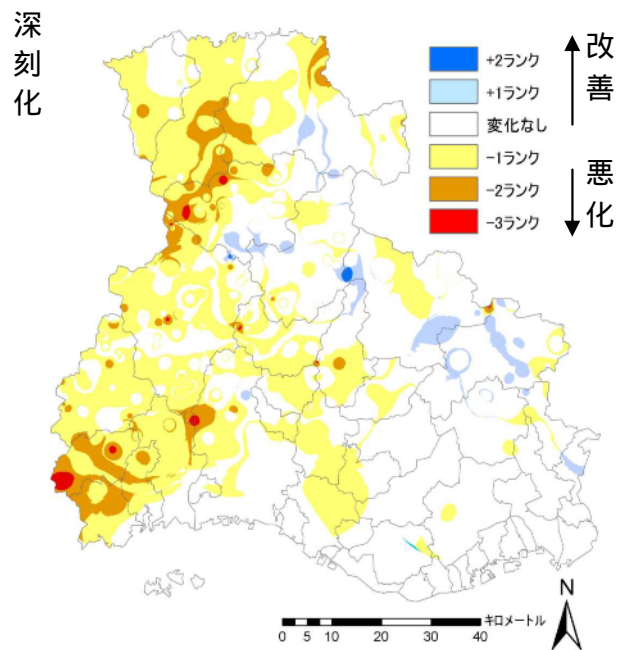 深刻化
+2ランク
+1ランク
変化なし
-1ランク
-2ランク
-3ランク
改善
悪化
N
キロメートル
0 5 10 20 30 40